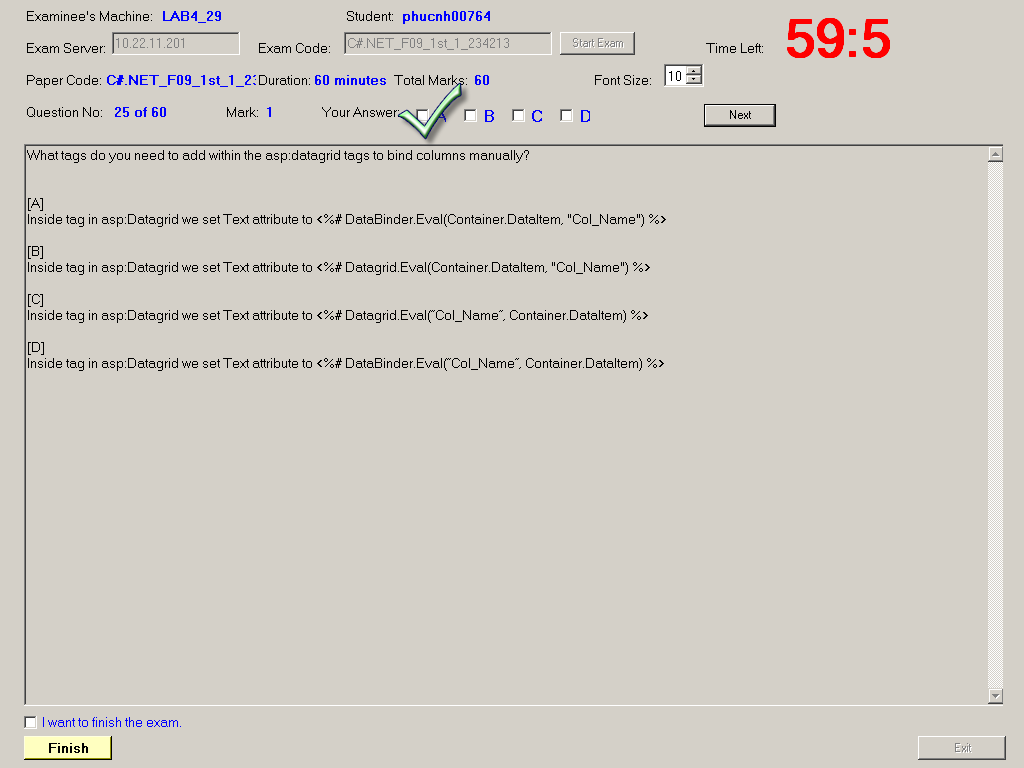 Examinee's Machine: LAB4_29 Student: phucnh00764
Exam Server: 10.22.11.201 Exam Code: C#.NET_F09_1st_1_234213 Start Exam Time Left: 59:5
Paper Code: C#.NET_F09_1st_1_23 Duration: 60 minutes Total Marks: 60 Font Size: 10
Question No: 25 of 60 Mark: 1 Your Answer: A B C D Next
What tags do you need to add within the asp:datagrid tags to bind columns manually?
[A]
Inside tag in asp:Datagrid we set Text attribute to <%# DataBinder.Eval(Container.DataItem, "Col_Name") %>
[B]
Inside tag in asp:Datagrid we set Text attribute to <%# Datagrid.Eval(Container.DataItem, "Col_Name") %>
[C]
Inside tag in asp:Datagrid we set Text attribute to <%# Datagrid.Eval(˝Col_Name˝, Container.DataItem) %>
[D]
Inside tag in asp:Datagrid we set Text attribute to <%# DataBinder.Eval(˝Col_Name˝, Container.DataItem) %>
I want to finish the exam.
Finish Exit